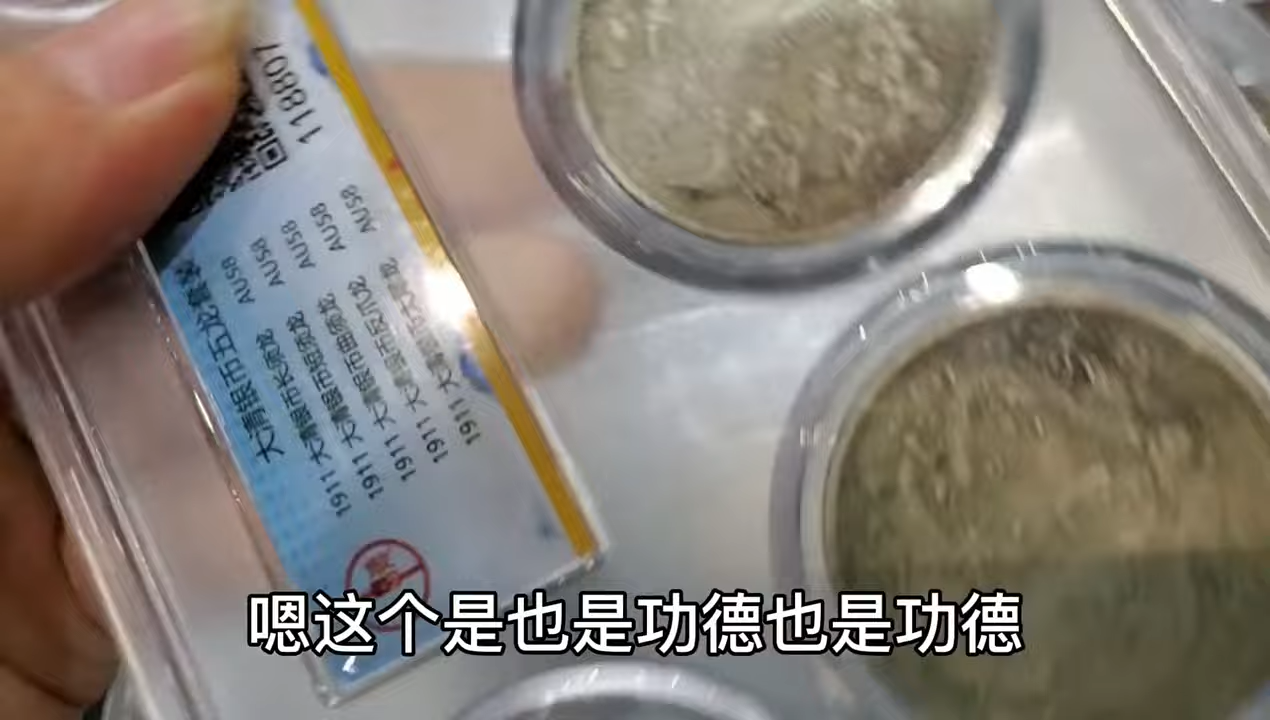 118801
大清银币五龙套装 AU58
1911 大清银币长须龙 AU58
1911 大清银币短须龙 AU58
1911 大清银币曲须龙 AU58
1911 大清银币反爪龙 AU58
1911 大清银币大尾龙
嗯这个是也是功德也是功德